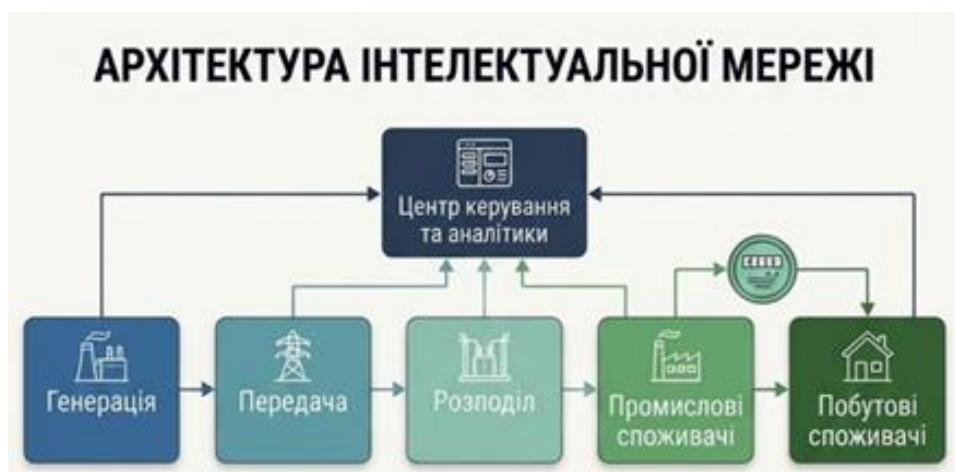 АРХІТЕКТУРА ІНТЕЛЕКТУАЛЬНОЇ МЕРЕЖІ
Центр керування
та аналітики
Генерація
Передача
Розподіл
Промислові
споживачі
Побутові
споживачі